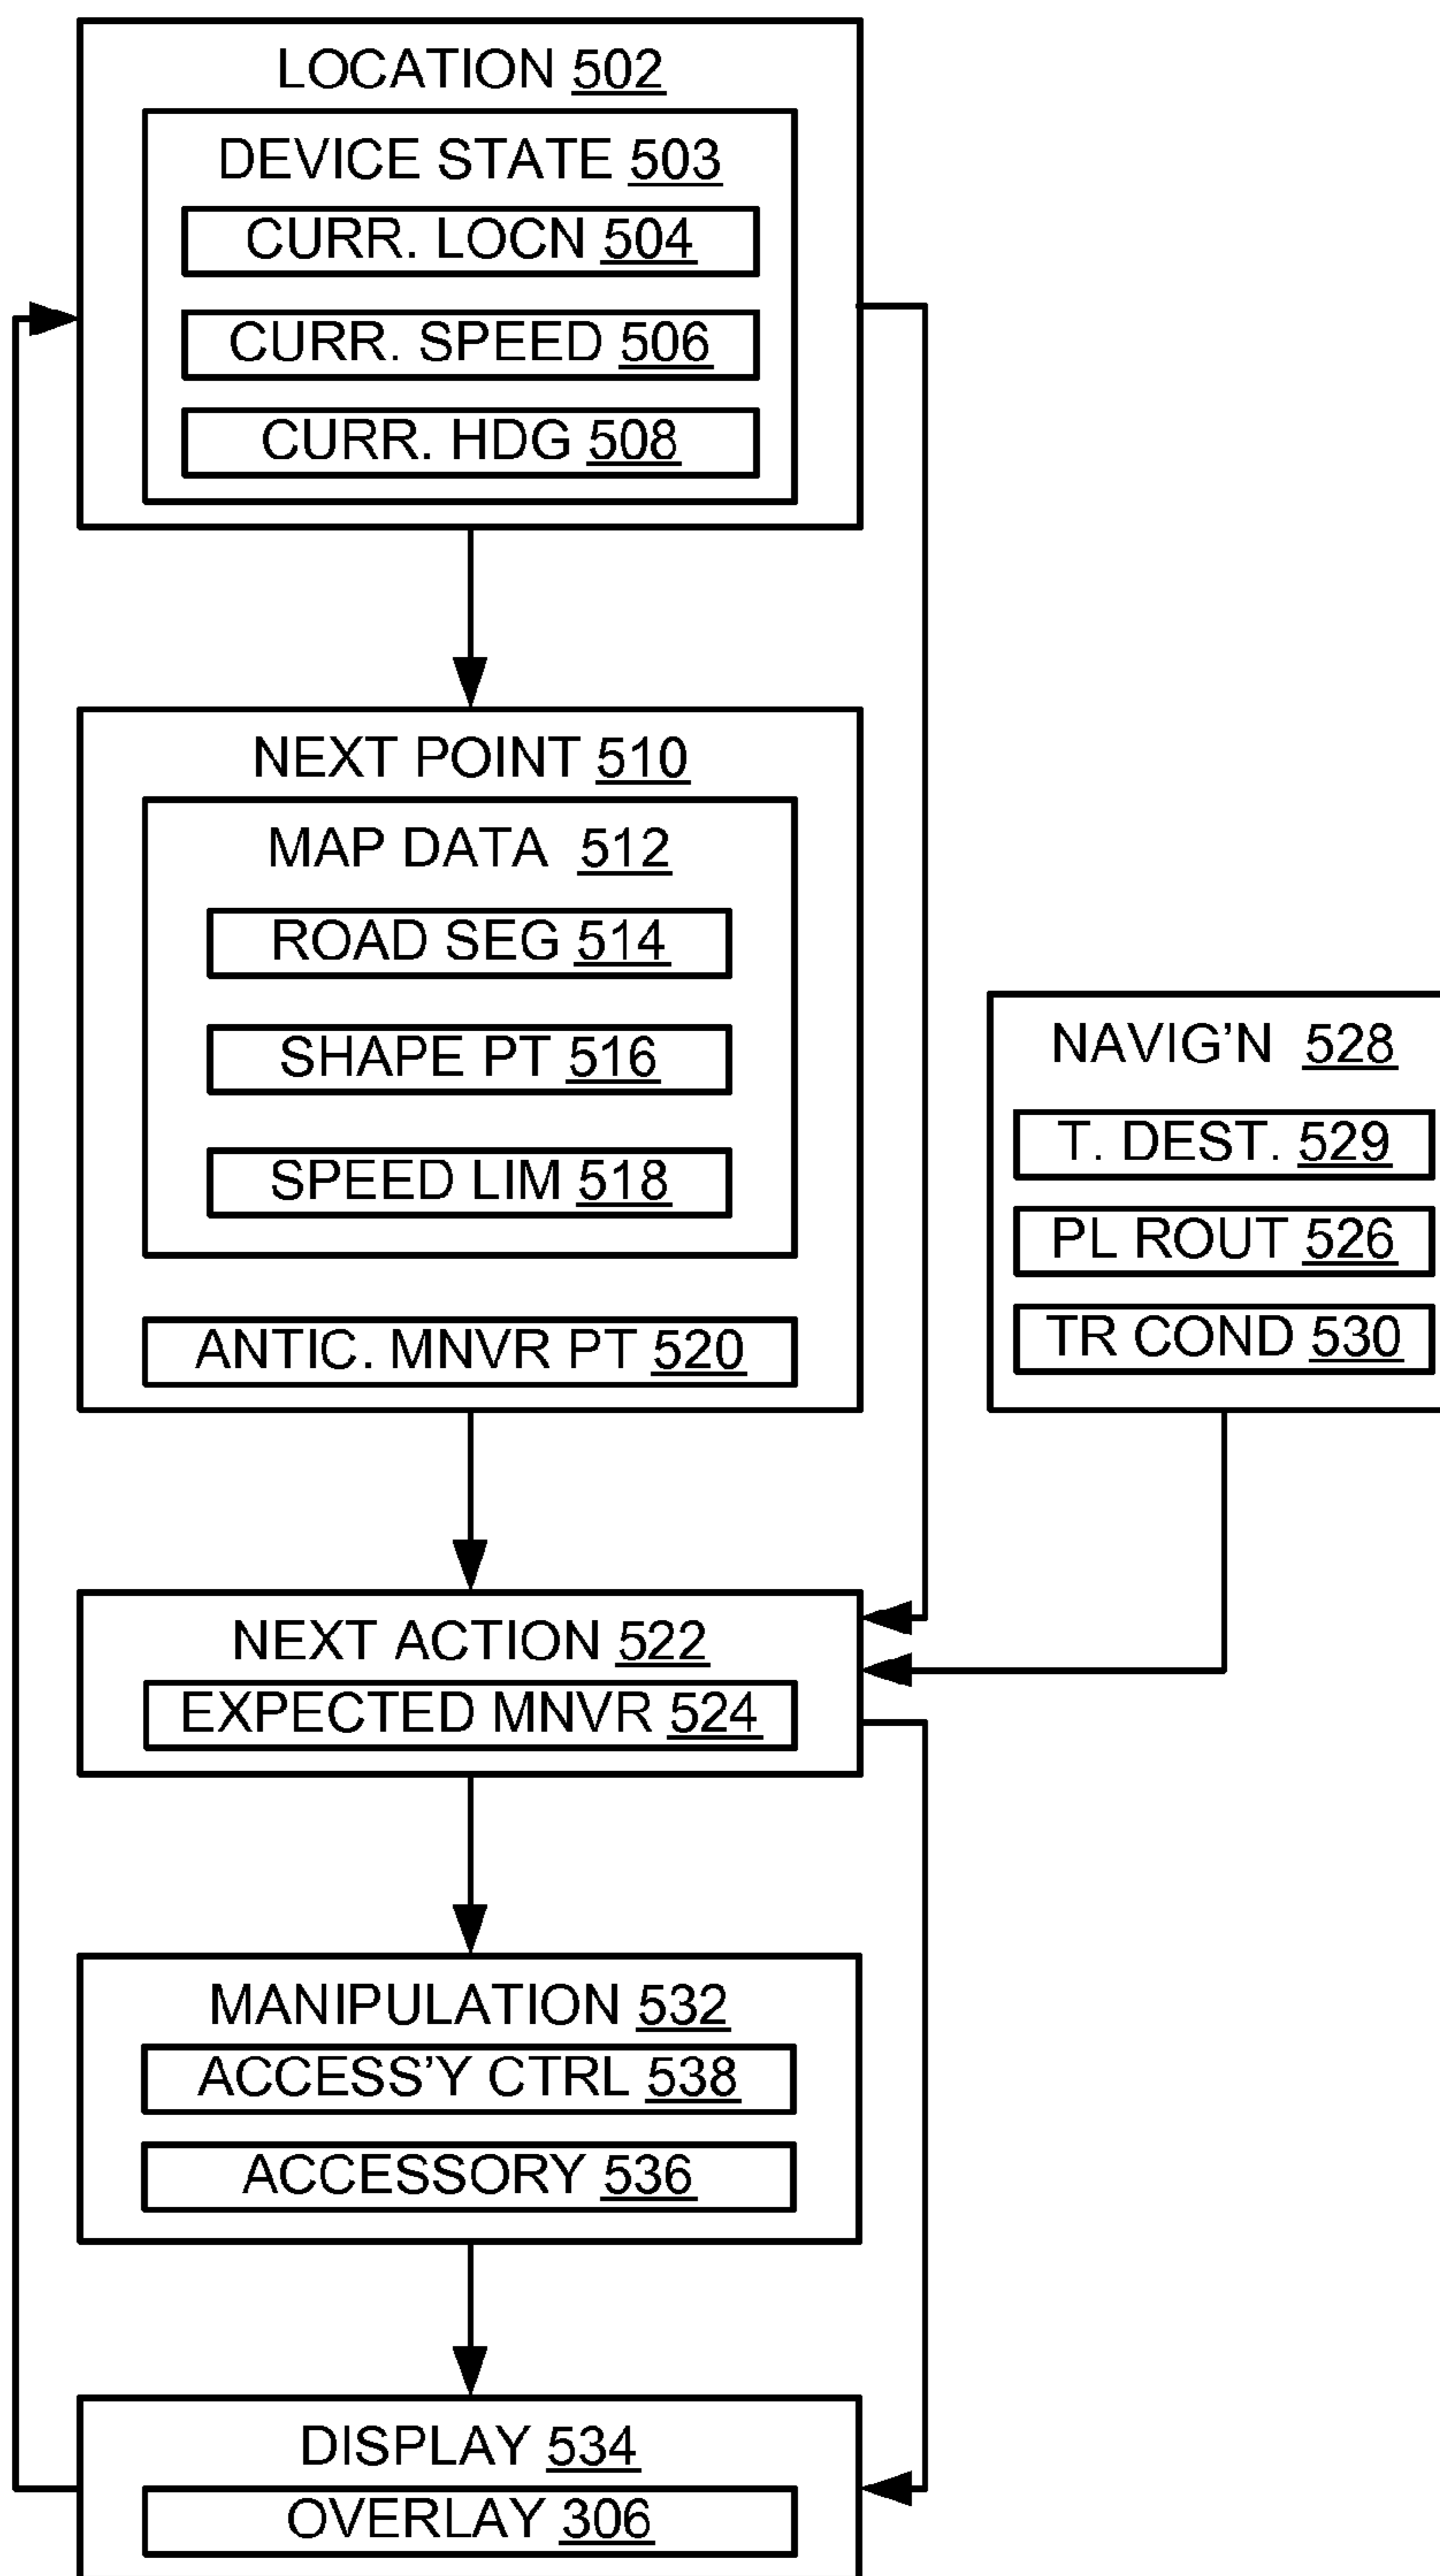 LOCATION 502
DEVICE STATE 503
CURR. LOCN 504
CURR. SPEED 506
CURR. HDG 508
NEXT POINT 510
MAP DATA 512
ROAD SEG 514
SHAPE PT 516
SPEED LIM 518
ANTIC. MNVR PT 520
NAVIG’N 528
T. DEST. 529
PL ROUT 526
TR COND 530
NEXT ACTION 522
EXPECTED MNVR 524
MANIPULATION 532
ACCESS’Y CTRL 538
ACCESSORY 536
DISPLAY 534
OVERLAY 306